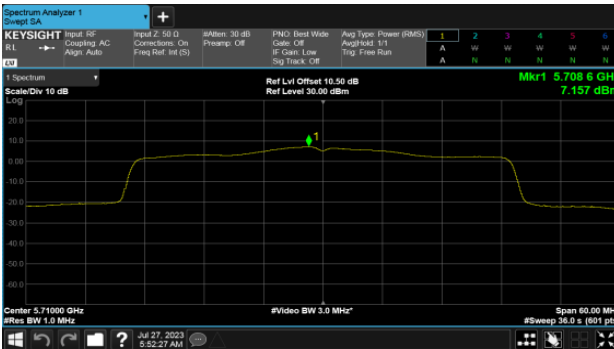 Spectrum Analyzer 1
Swept SA
KEYSIGHT
RL
LXI
Input: RF
Coupling: AC
Align: Auto
Input Z: 50 Ω
Corrections: On
Freq Ref: Int (S)
#Atten: 30 dB
Preamp: Off
PNO: Best Wide
Gate: Off
IF Gain: Low
Sig Track: Off
Avg Type: Power (RMS)
Avg|Hold: 1/1
Trig: Free Run
1 2 3 4 5 6
A W W W W W
A N N N N N
1 Spectrum
Scale/Div 10 dB
Log
Ref Lvl Offset 10.50 dB
Ref Level 30.00 dBm
Mkr1 5.708 6 GH
7.157 dBr
1
20.0
10.0
0.00
-10.0
-20.0
-30.0
-40.0
-50.0
-60.0
Center 5.71000 GHz
#Res BW 1.0 MHz
#Video BW 3.0 MHz*
Span 60.00 MH
#Sweep 36.0 s (601 pts
?
Jul 27, 2023
5:52:27 AM